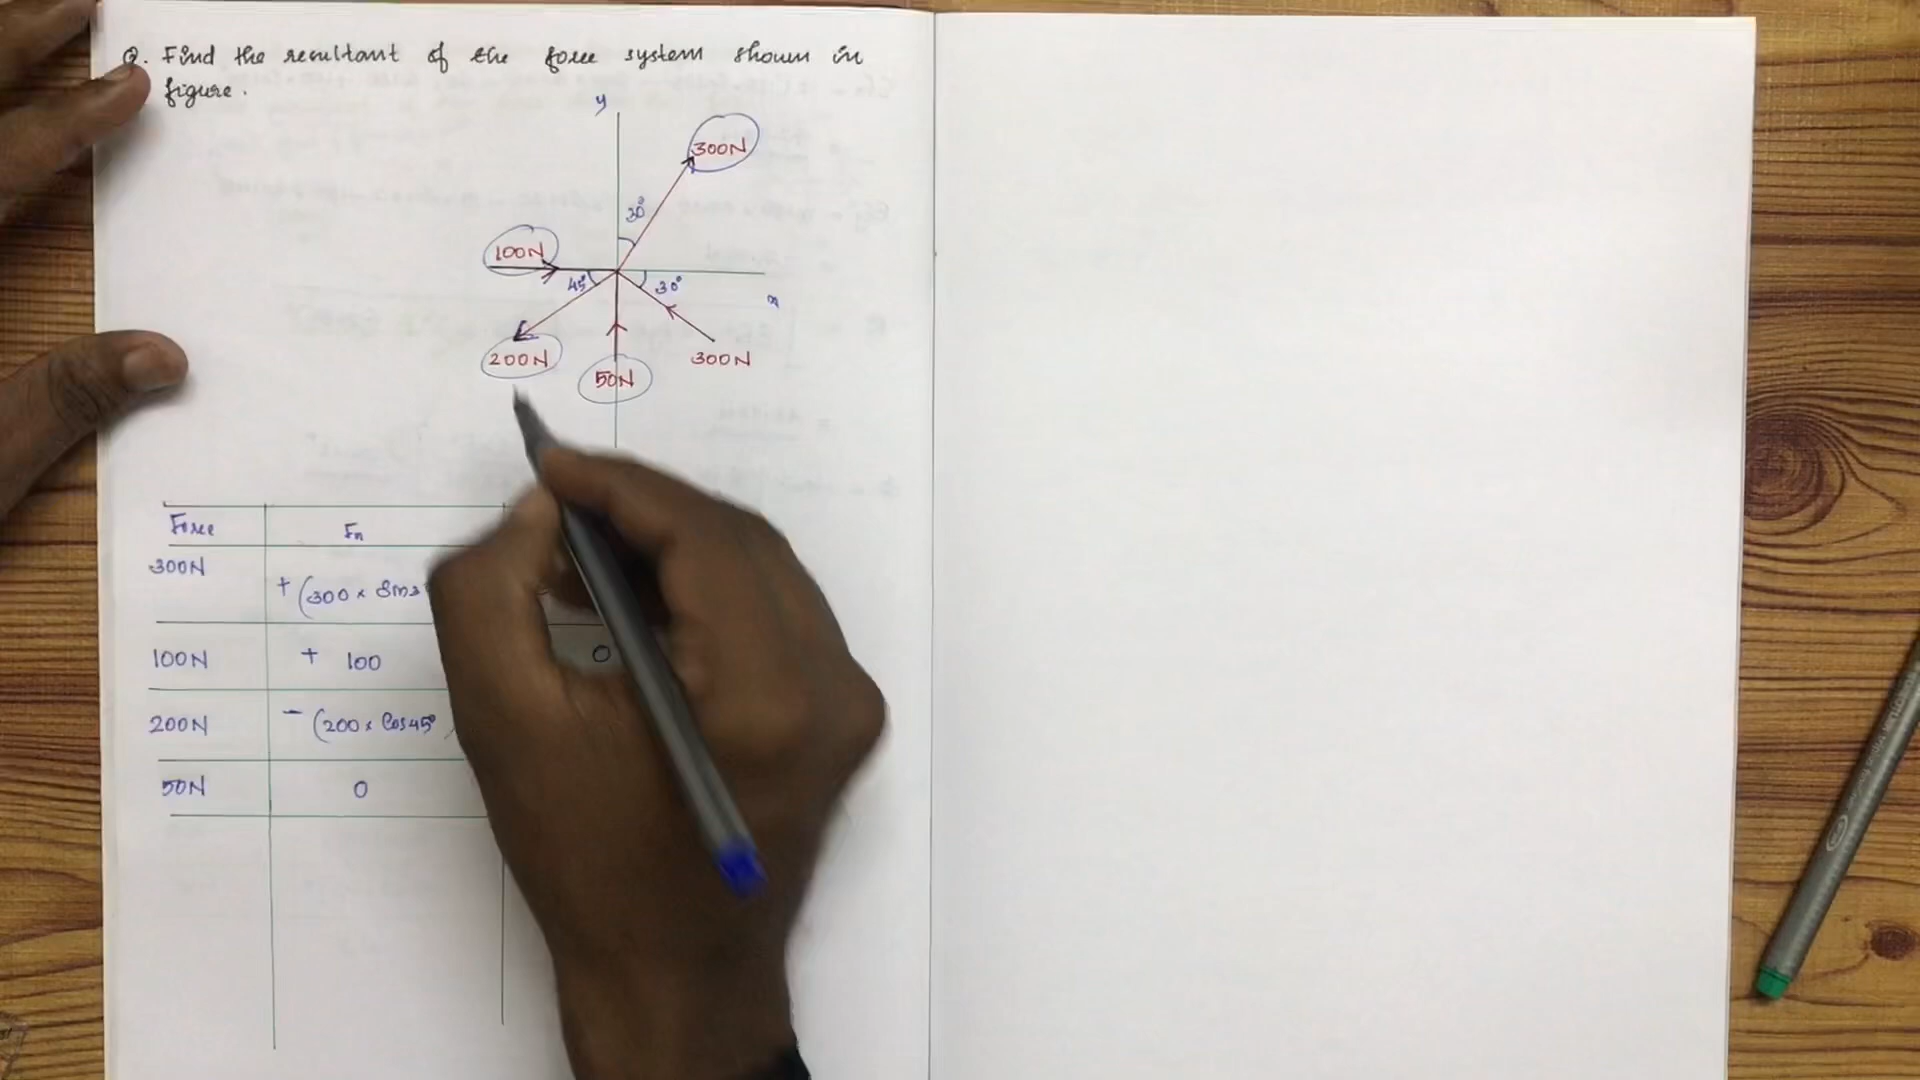 Q. Find the resultant of the force system shown in
figure.
y
300N
30°
100N
45°
30°
x
200N
50N
300N
Force Fx
300N + (300 × Sin3
100N + 100 0
200N - (200 × Cos45°
50N 0